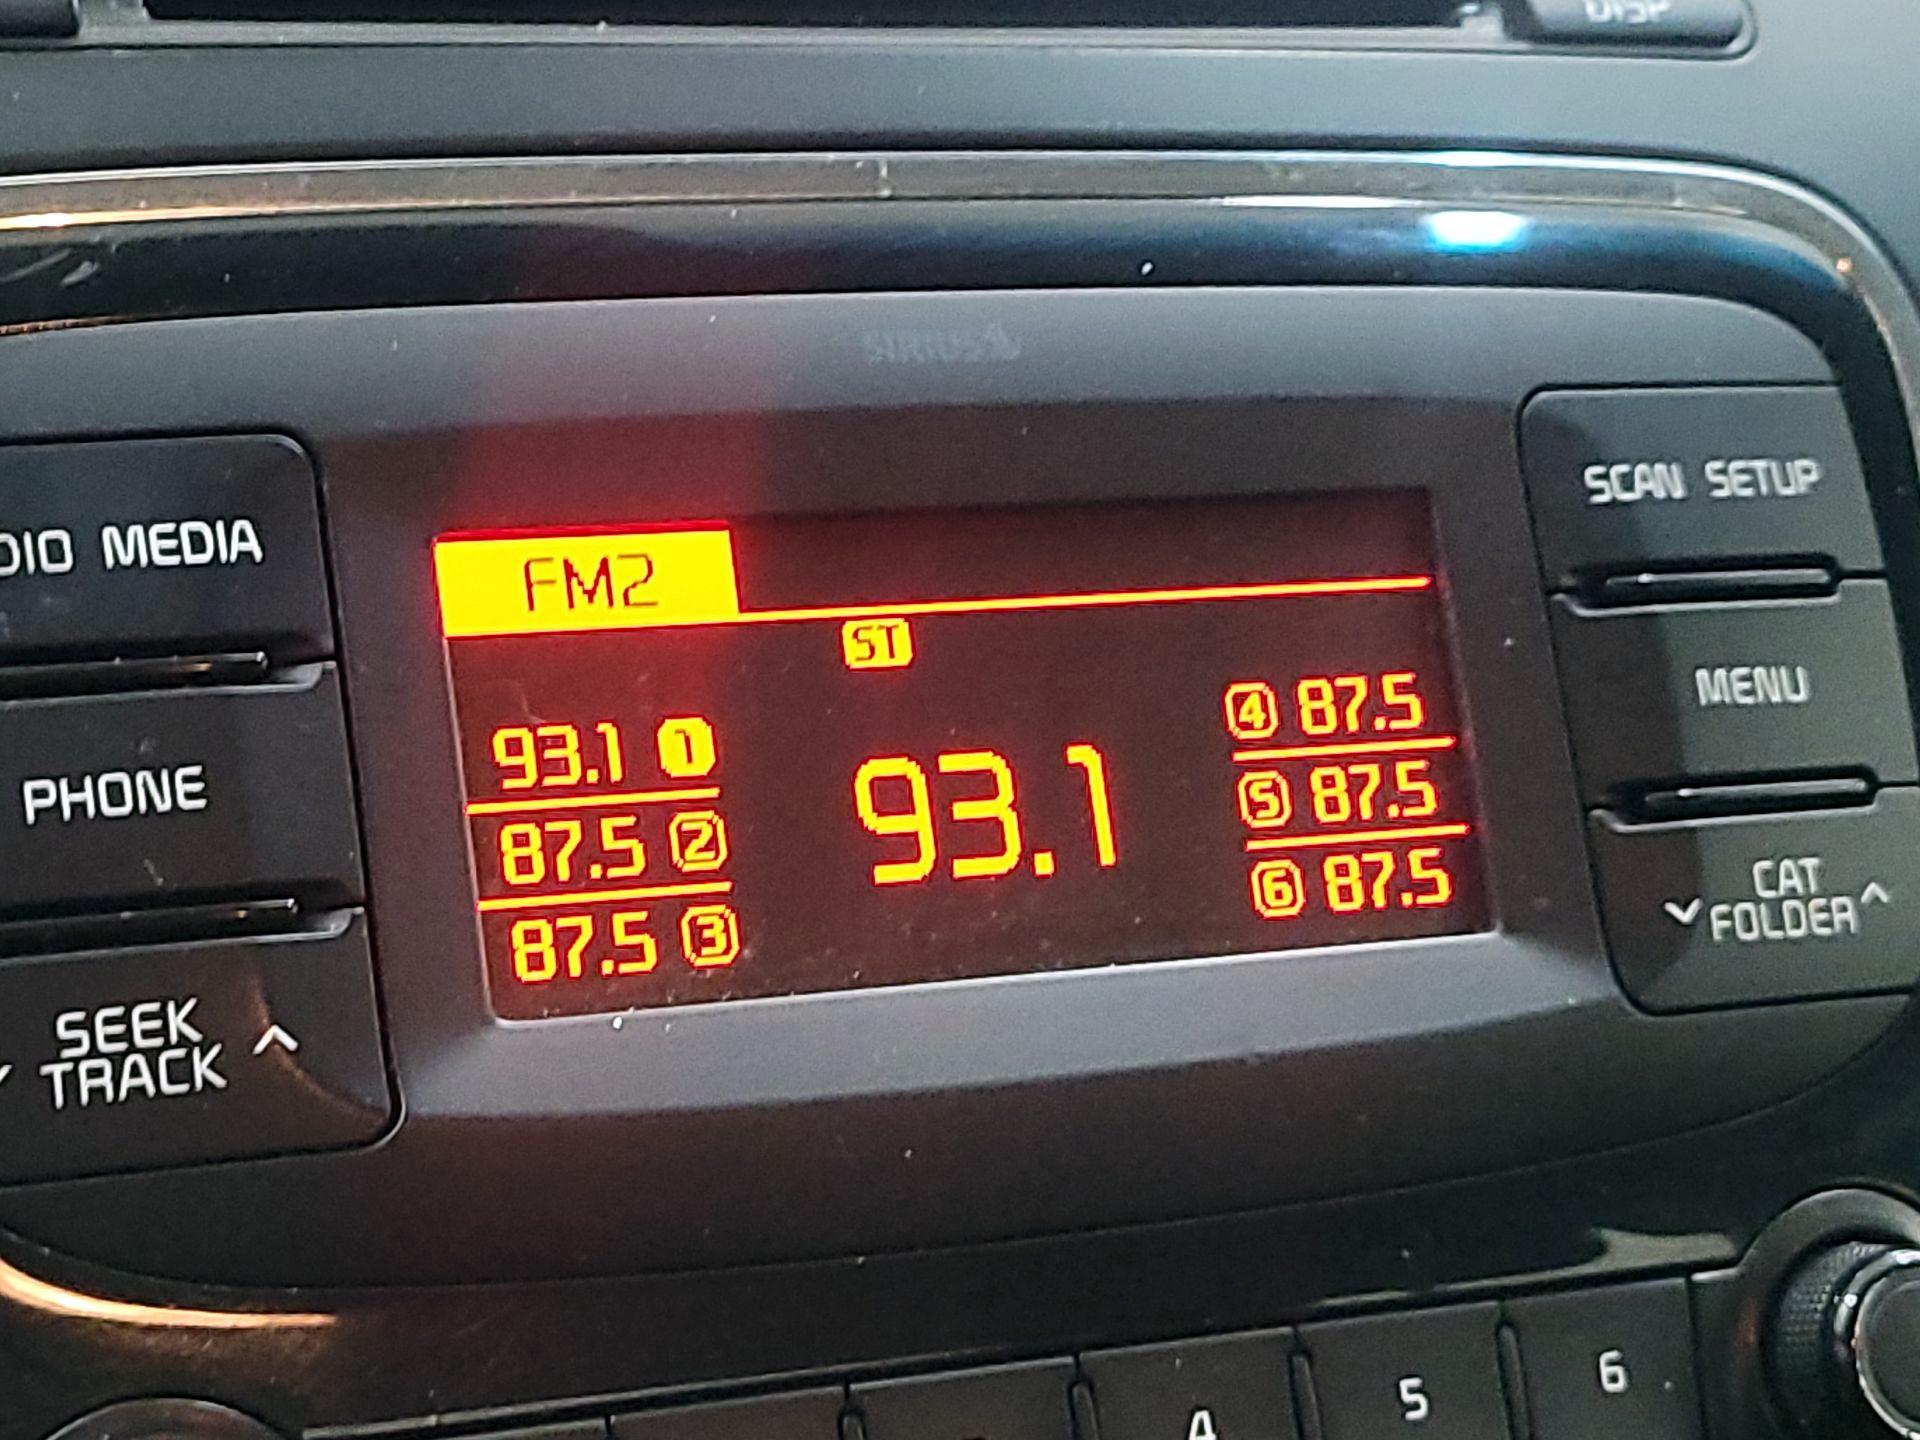 DISP
SIRIUS
DIO MEDIA
SCAN SETUP
FM2
ST
MENU
93.1 1
87.5 2
87.5 3
93.1
4 87.5
5 87.5
6 87.5
PHONE
CAT
FOLDER
SEEK
TRACK
4
5
6